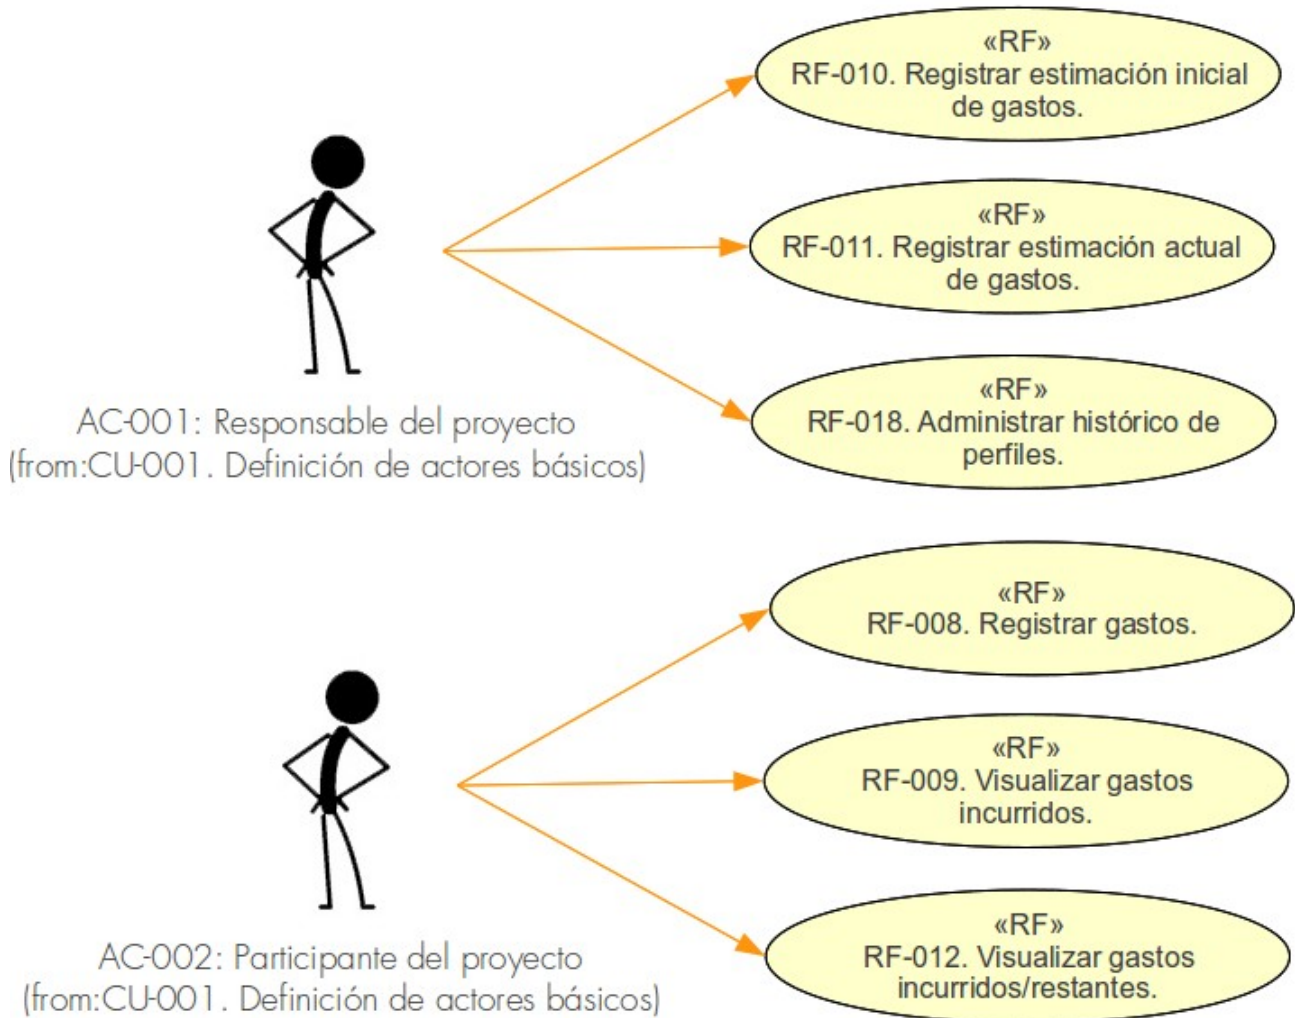 «RF»
RF-010. Registrar estimación inicial
de gastos.
«RF»
RF-011. Registrar estimación actual
de gastos.
«RF»
RF-018. Administrar histórico de
perfiles.
AC-001: Responsable del proyecto
(from:CU-001. Definición de actores básicos)
«RF»
RF-008. Registrar gastos.
«RF»
RF-009. Visualizar gastos
incurridos.
«RF»
RF-012. Visualizar gastos
incurridos/restantes.
AC-002: Participante del proyecto
(from:CU-001. Definición de actores básicos)